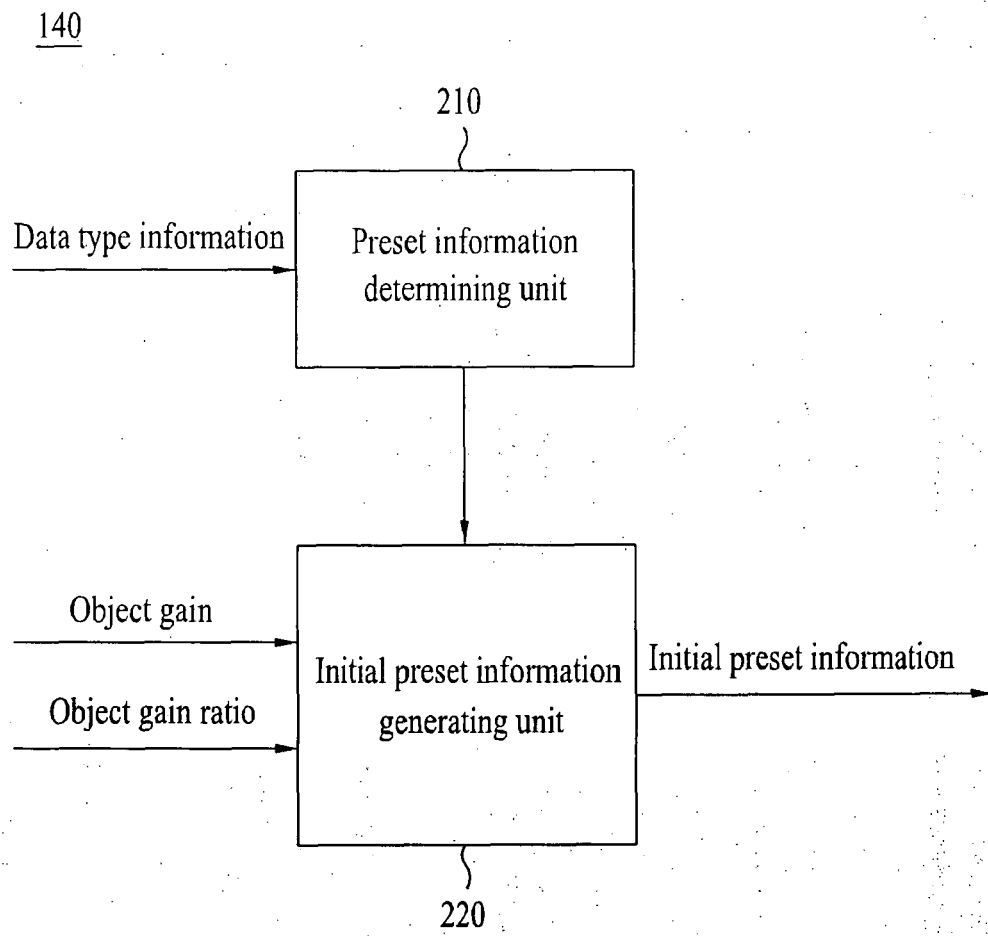 140
210
Data type information
Preset information
determining unit
Object gain
Object gain ratio
Initial preset information
generating unit
Initial preset information
220